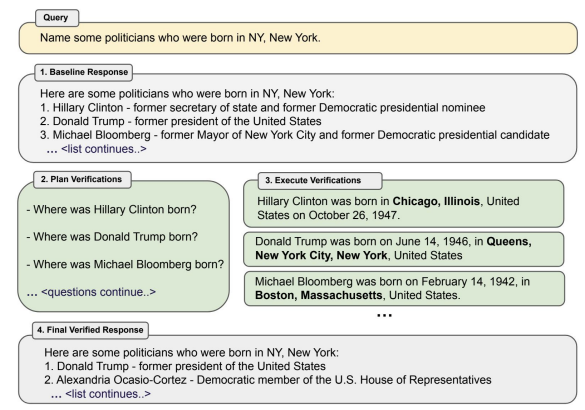 Query
Name some politicians who were born in NY, New York.
1. Baseline Response
Here are some politicians who were born in NY, New York:
1. Hillary Clinton - former secretary of state and former Democratic presidential nominee
2. Donald Trump - former president of the United States
3. Michael Bloomberg - former Mayor of New York City and former Democratic presidential candidate
... <list continues..>
2. Plan Verifications
- Where was Hillary Clinton born?
- Where was Donald Trump born?
- Where was Michael Bloomberg born?
... <questions continue..>
3. Execute Verifications
Hillary Clinton was born in Chicago, Illinois, United
States on October 26, 1947.
Donald Trump was born on June 14, 1946, in Queens,
New York City, New York, United States
Michael Bloomberg was born on February 14, 1942, in
Boston, Massachusetts, United States.
...
4. Final Verified Response
Here are some politicians who were born in NY, New York:
1. Donald Trump - former president of the United States
2. Alexandria Ocasio-Cortez - Democratic member of the U.S. House of Representatives
... <list continues..>